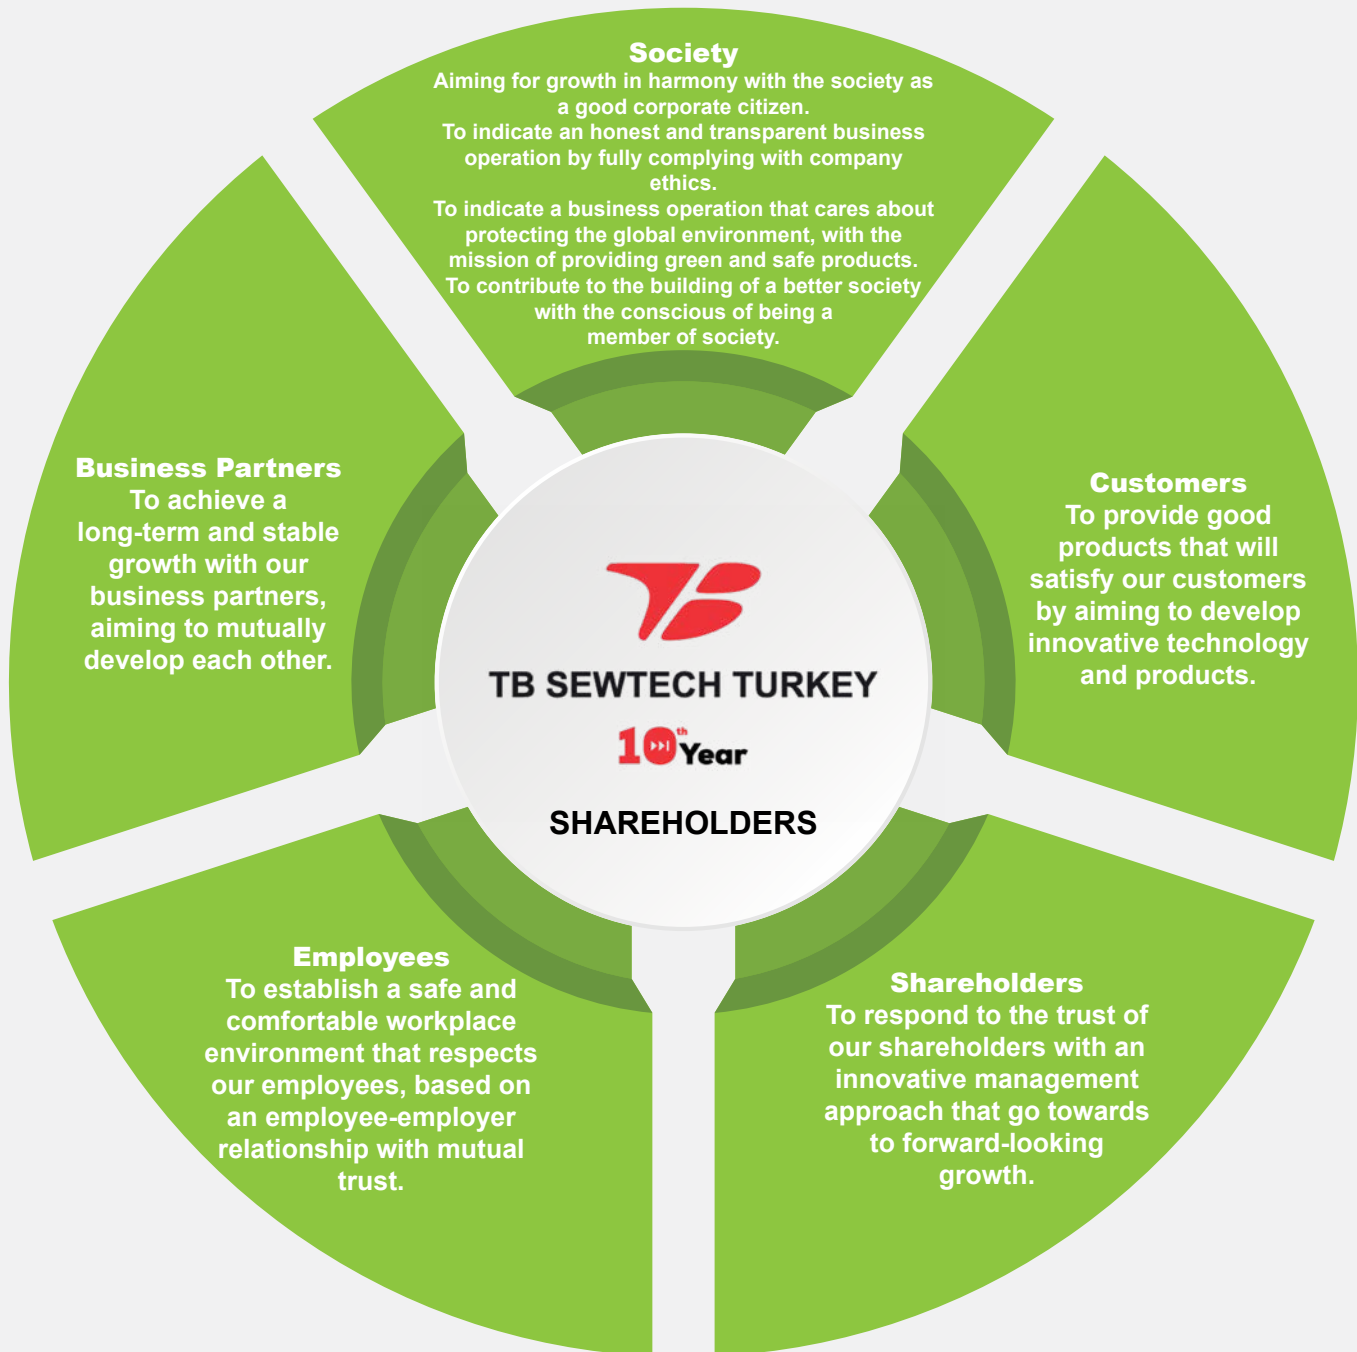 Society
Aiming for growth in harmony with the society as
a good corporate citizen.
To indicate an honest and transparent business
operation by fully complying with company
ethics.
To indicate a business operation that cares about
protecting the global environment, with the
mission of providing green and safe products.
To contribute to the building of a better society
with the conscious of being a
member of society.
Business Partners
To achieve a
long-term and stable
growth with our
business partners,
aiming to mutually
develop each other.
Customers
To provide good
products that will
satisfy our customers
by aiming to develop
innovative technology
and products.
TB
TB SEWTECH TURKEY
10th Year
SHAREHOLDERS
Employees
To establish a safe and
comfortable workplace
environment that respects
our employees, based on
an employee-employer
relationship with mutual
trust.
Shareholders
To respond to the trust of
our shareholders with an
innovative management
approach that go towards
to forward-looking
growth.